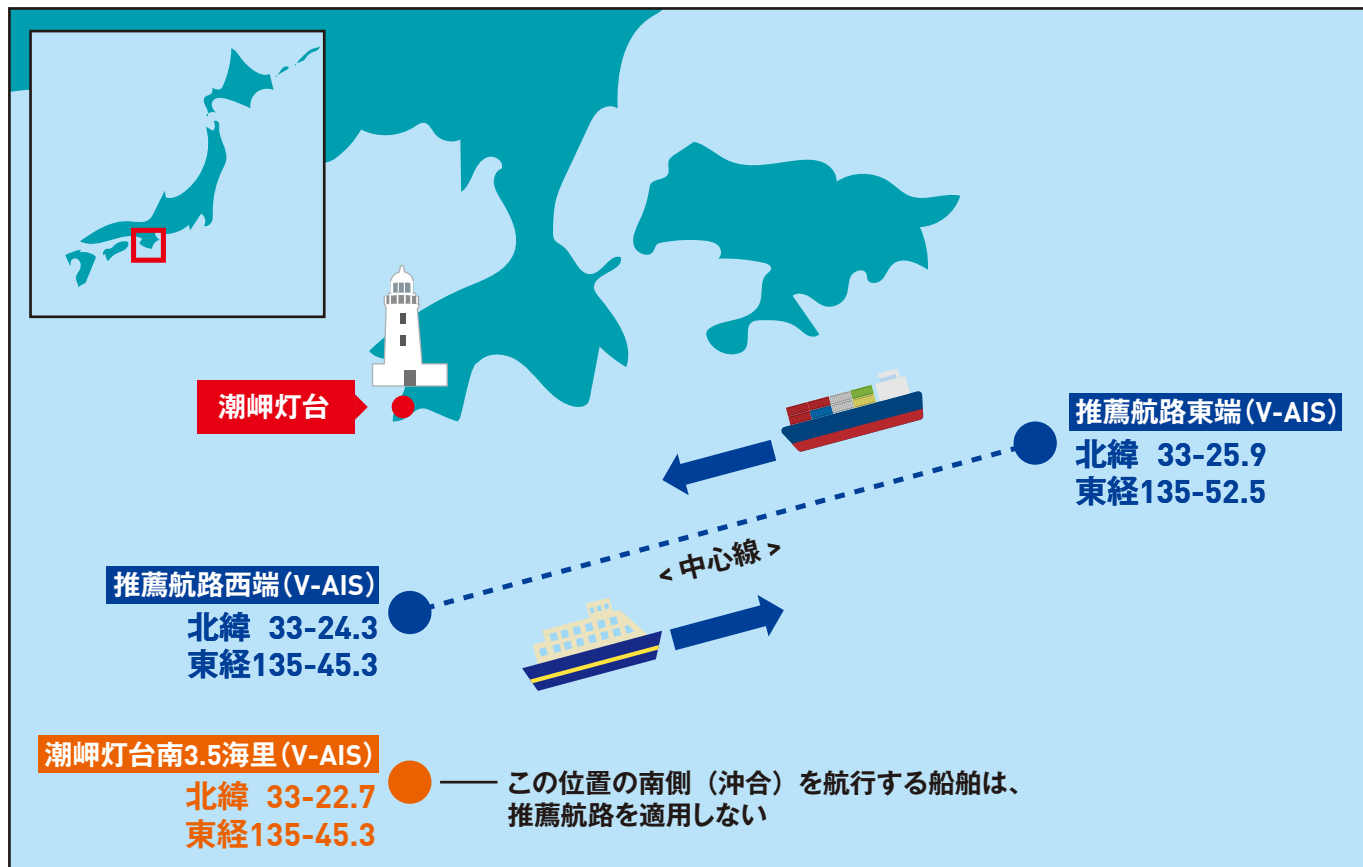 潮岬灯台
推薦航路東端(V-AIS)
北緯 33-25.9
東経135-52.5
< 中心線 >
推薦航路西端(V-AIS)
北緯 33-24.3
東経135-45.3
潮岬灯台南3.5海里(V-AIS)
北緯 33-22.7
東経135-45.3
この位置の南側（沖合）を航行する船舶は、
推薦航路を適用しない